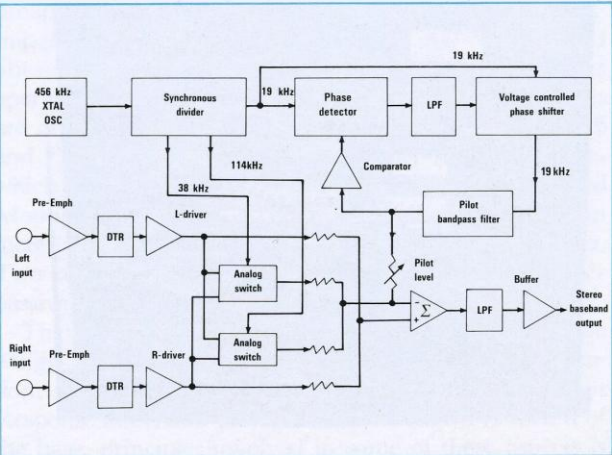 19 kHz
456 kHz
XTAL
OSC
Synchronous
divider
19 kHz
Phase
detector
LPF
Voltage controlled
phase shifter
114kHz
38 kHz
Comparator
19kHz
Pilot
bandpass filter
Pre-Emph
L-driver
DTR
Left
input
Analog
switch
Pilot
level
Buffer
Σ
-
+
LPF
Stereo
baseband
output
Right
input
Pre-Emph
DTR
R-driver
Analog
switch